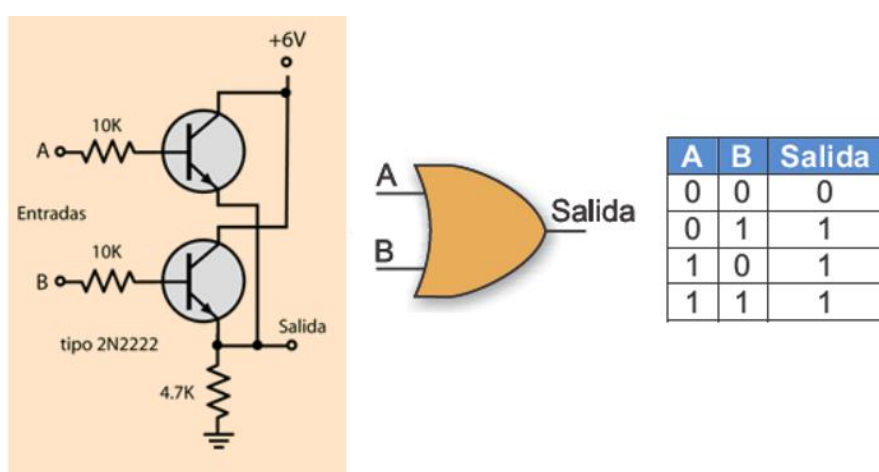 +6V
10K
A
Entradas
10K
B
tipo 2N2222
Salida
4.7K
A
B
Salida
A B Salida
0 0 0
0 1 1
1 0 1
1 1 1